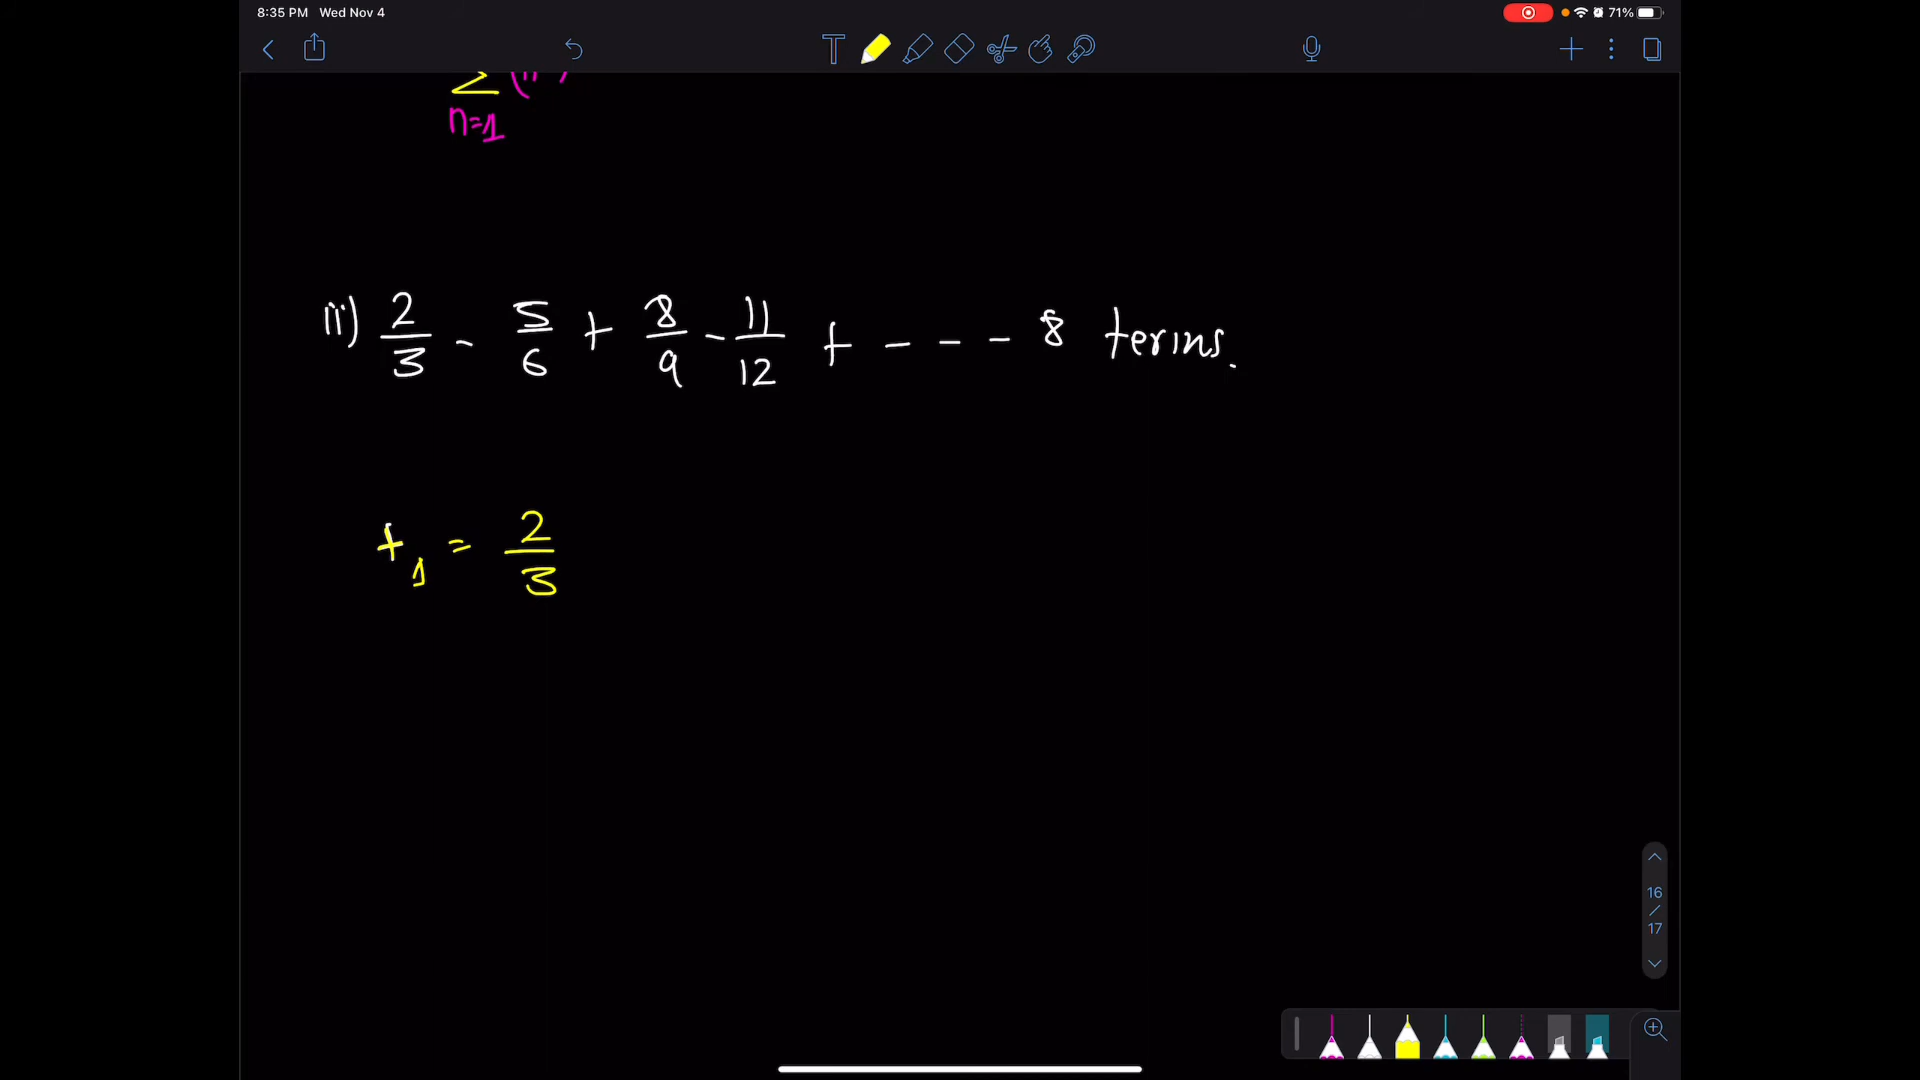 8:35 PM Wed Nov 4
71%
T
n=1
ii) 2/3 - 5/6 + 8/9 - 11/12 + - - - 8 terms.
t₁ = 2/3
16
/
17